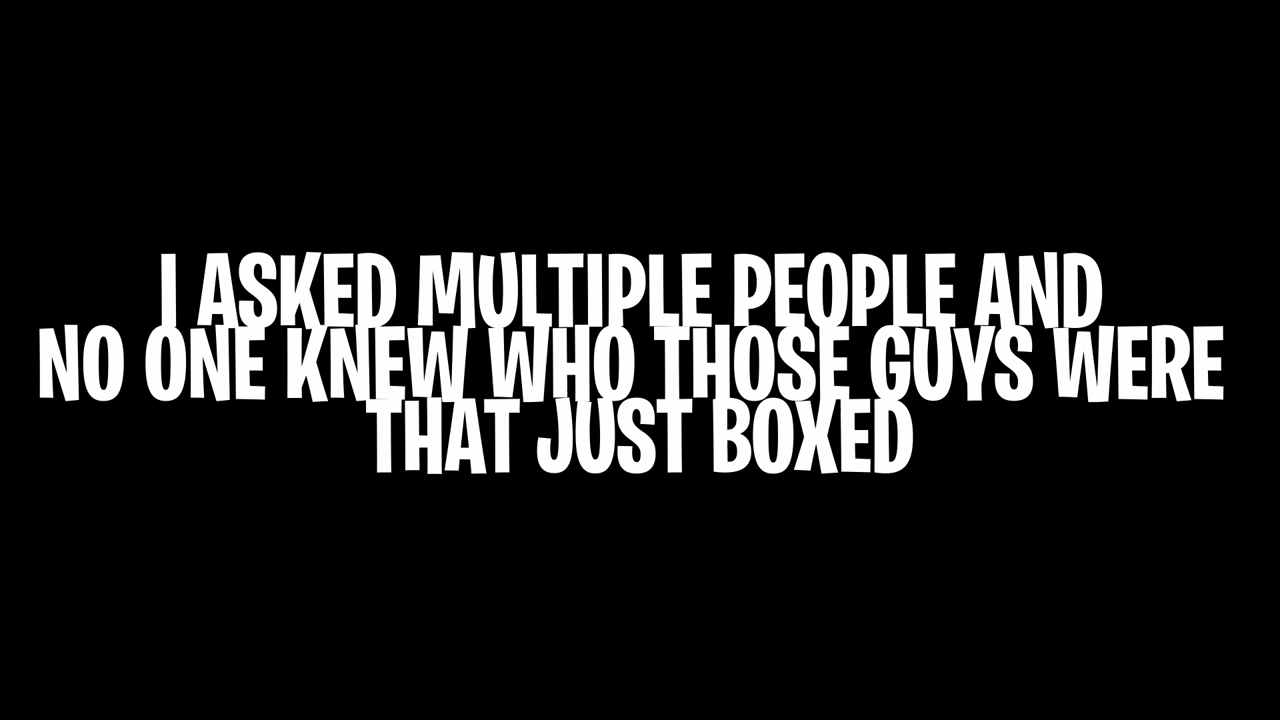 I ASKED MULTIPLE PEOPLE AND
NO ONE KNEW WHO THOSE GUYS WERE
THAT JUST BOXED